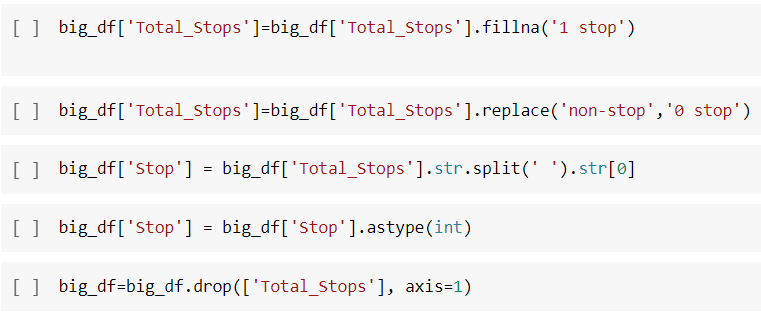 [ ] big_df['Total_Stops']=big_df['Total_Stops'].fillna('1 stop')
[ ] big_df['Total_Stops']=big_df['Total_Stops'].replace('non-stop','0 stop')
[ ] big_df['Stop'] = big_df['Total_Stops'].str.split(' ').str[0]
[ ] big_df['Stop'] = big_df['Stop'].astype(int)
[ ] big_df=big_df.drop(['Total_Stops'], axis=1)